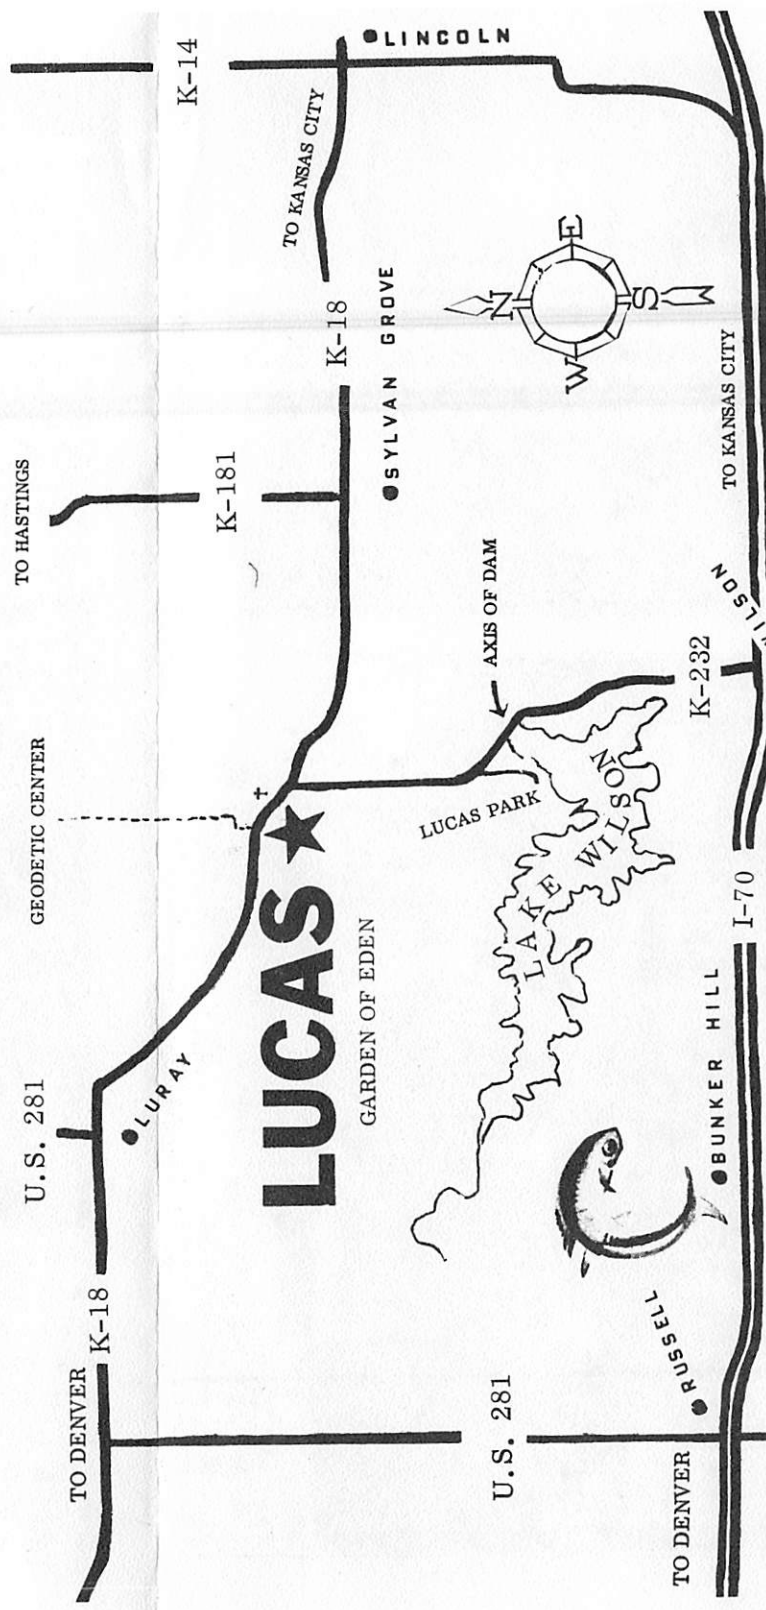 U.S. 281
GEODETIC CENTER
TO HASTINGS
K-14
TO DENVER
K-18
LURAY
K-181
TO KANSAS CITY
LINCOLN
LUCAS
GARDEN OF EDEN
K-18
SYLVAN GROVE
LUCAS PARK
AXIS OF DAM
N
W
E
S
LAKE WILSON
U.S. 281
RUSSELL
BUNKER HILL
K-232
WILSON
TO KANSAS CITY
TO DENVER
I-70